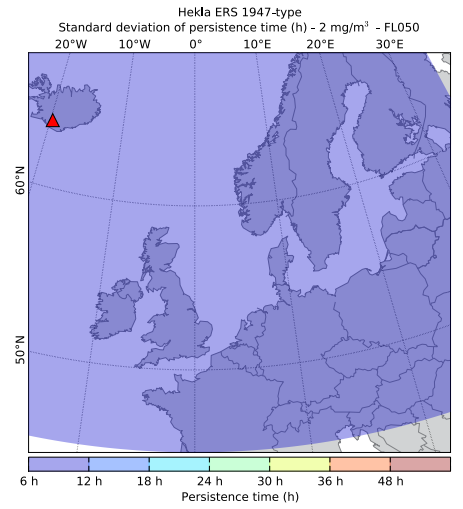 Hekla ERS 1947-type
Standard deviation of persistence time (h) - 2 mg/m³ - FL050
20°W 10°W 0° 10°E 20°E 30°E
60°N
50°N
6 h 12 h 18 h 24 h 30 h 36 h 48 h
Persistence time (h)